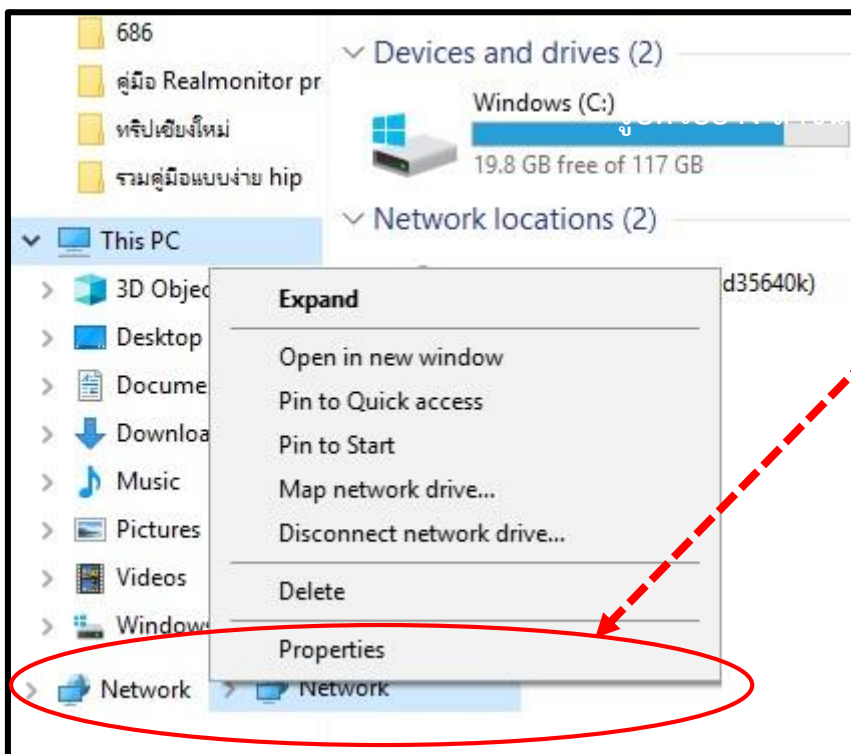 686
คู่มือ Realmonitor pr
ทริปเชียงใหม่
รวมคู่มือแบบง่าย hip
This PC
3D Objec
Desktop
Docume
Downloa
Music
Pictures
Videos
Windows
Network
Network
Devices and drives (2)
Windows (C:)
19.8 GB free of 117 GB
Network locations (2)
d35640k)
Expand
Open in new window
Pin to Quick access
Pin to Start
Map network drive...
Disconnect network drive...
Delete
Properties